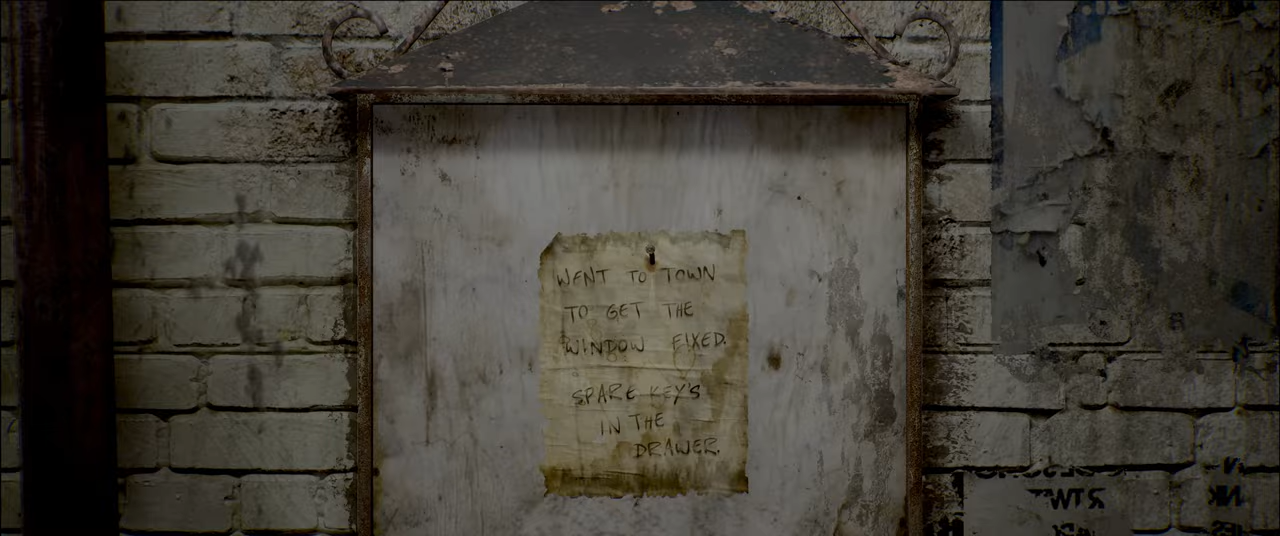 WENT TO TOWN
TO GET THE
WINDOW FIXED.
SPARE KEY'S
IN THE
DRAWER.